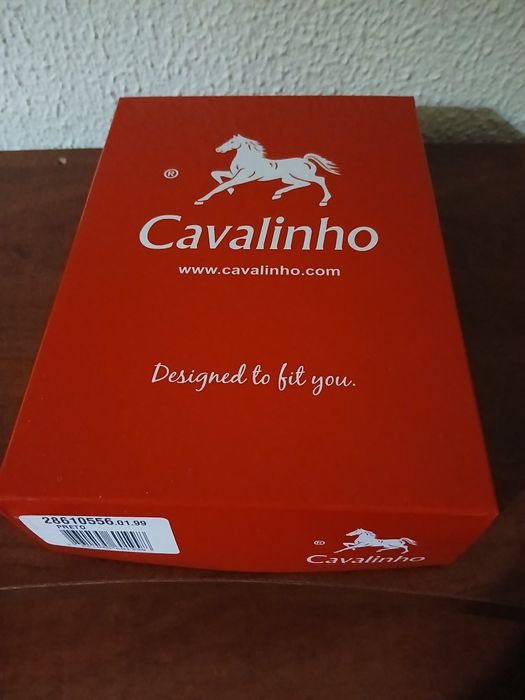 ®
Cavalinho
www.cavalinho.com
Designed to fit you.
28610556.01.99
PRETO
®
Cavalinho